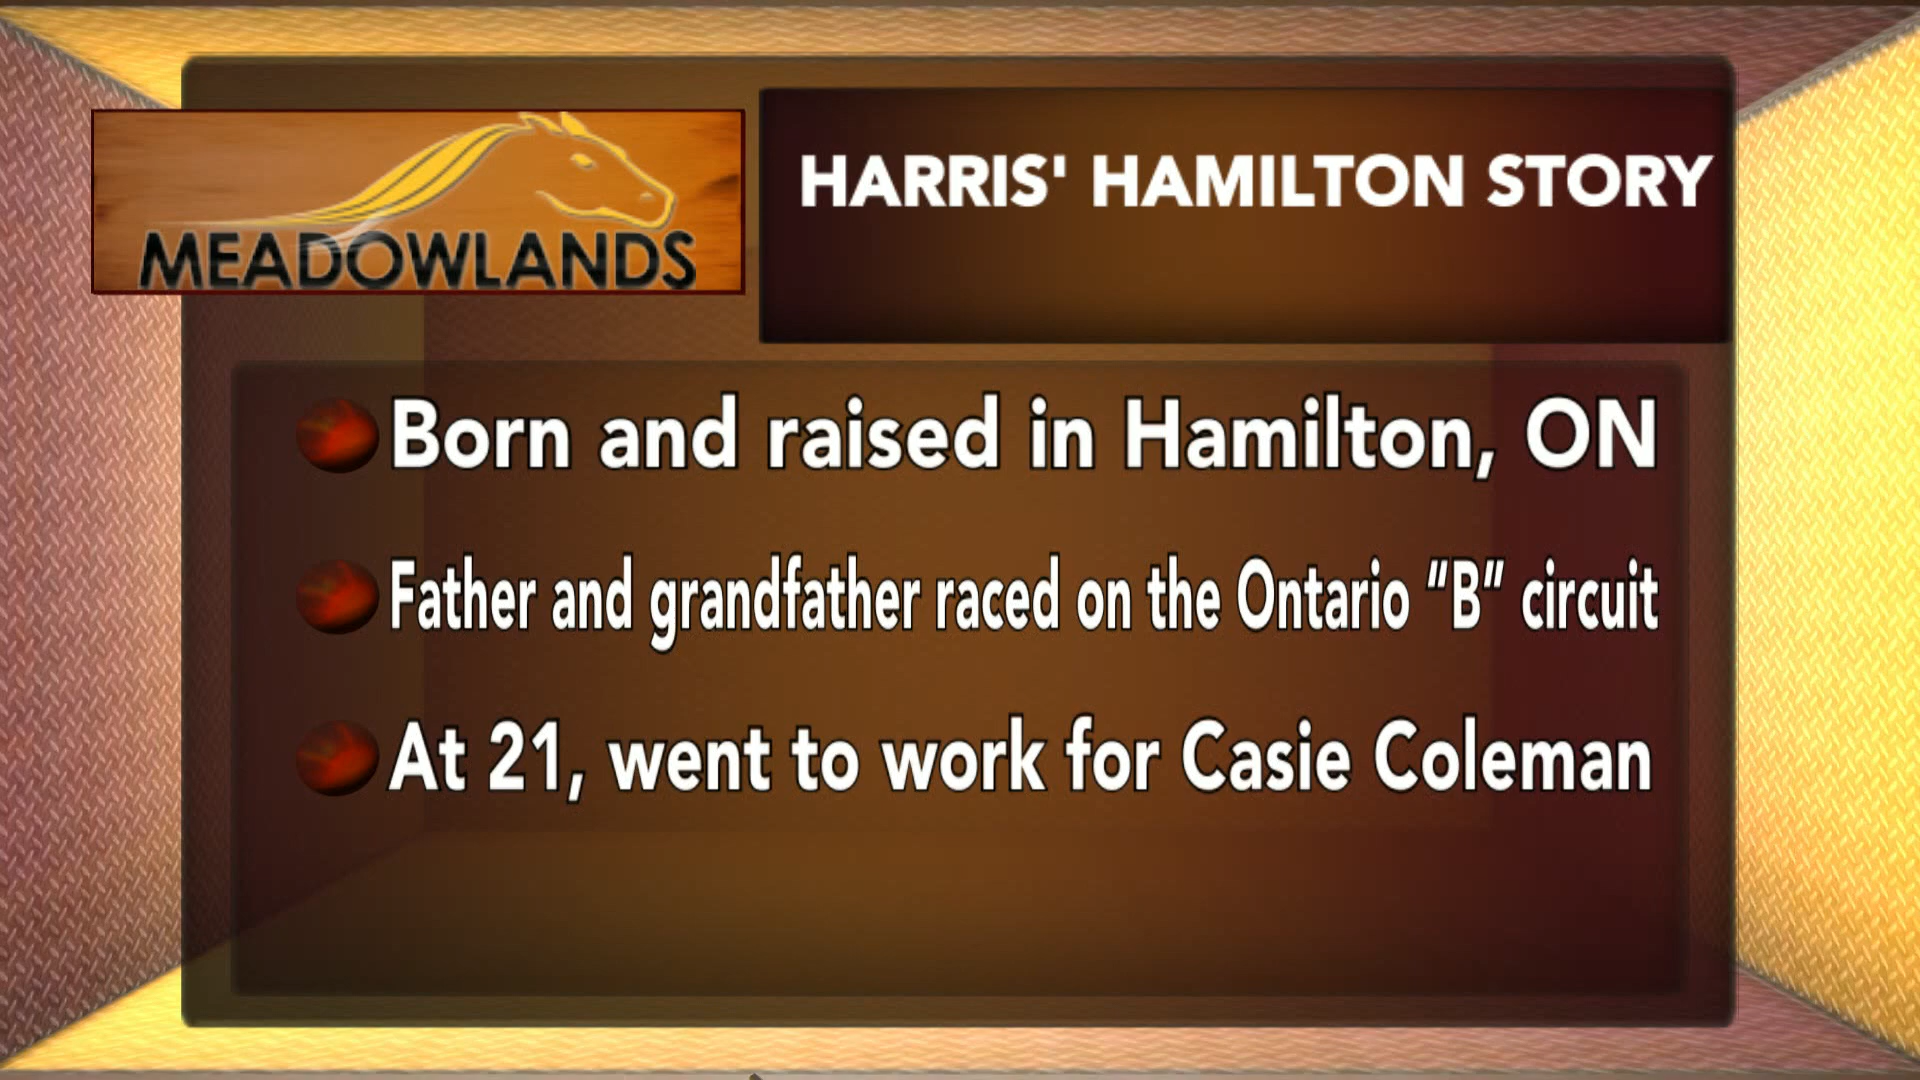 MEADOWLANDS
HARRIS' HAMILTON STORY
Born and raised in Hamilton, ON
Father and grandfather raced on the Ontario "B" circuit
At 21, went to work for Casie Coleman